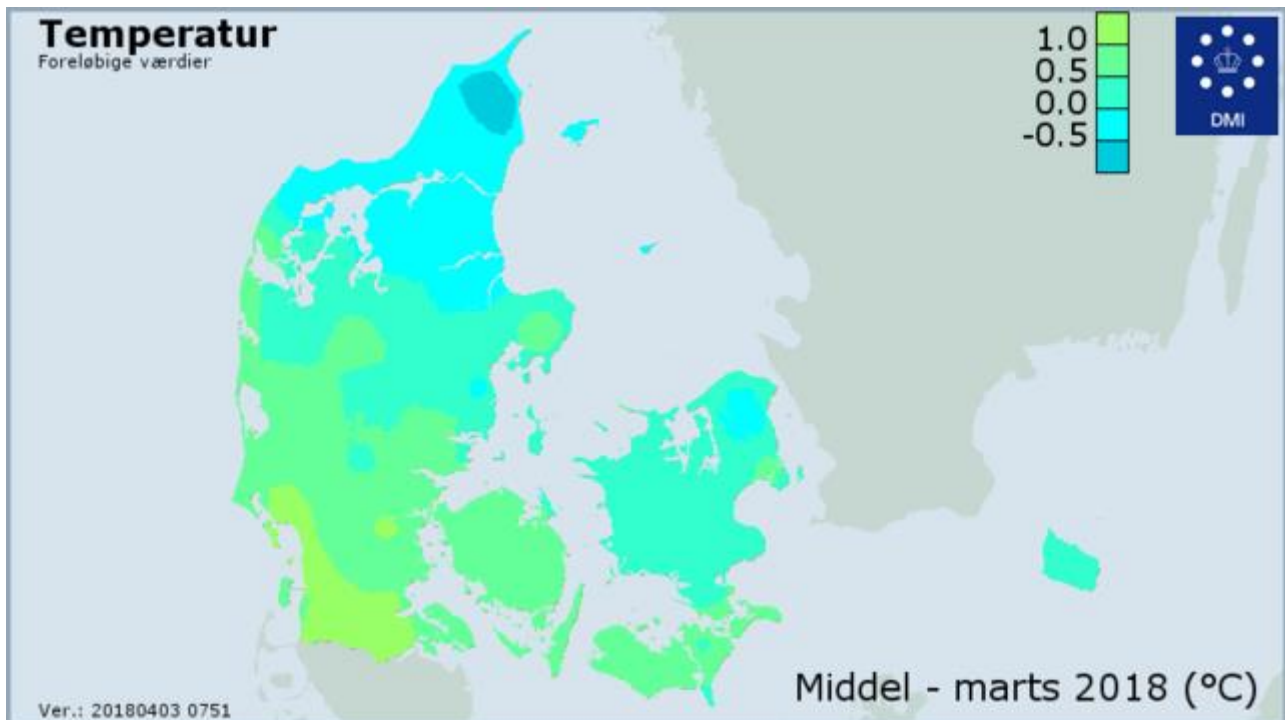 Temperatur
Foreløbige værdier
1.0
0.5
0.0
-0.5
DMI
Middel - marts 2018 (°C)
Ver.: 20180403 0751